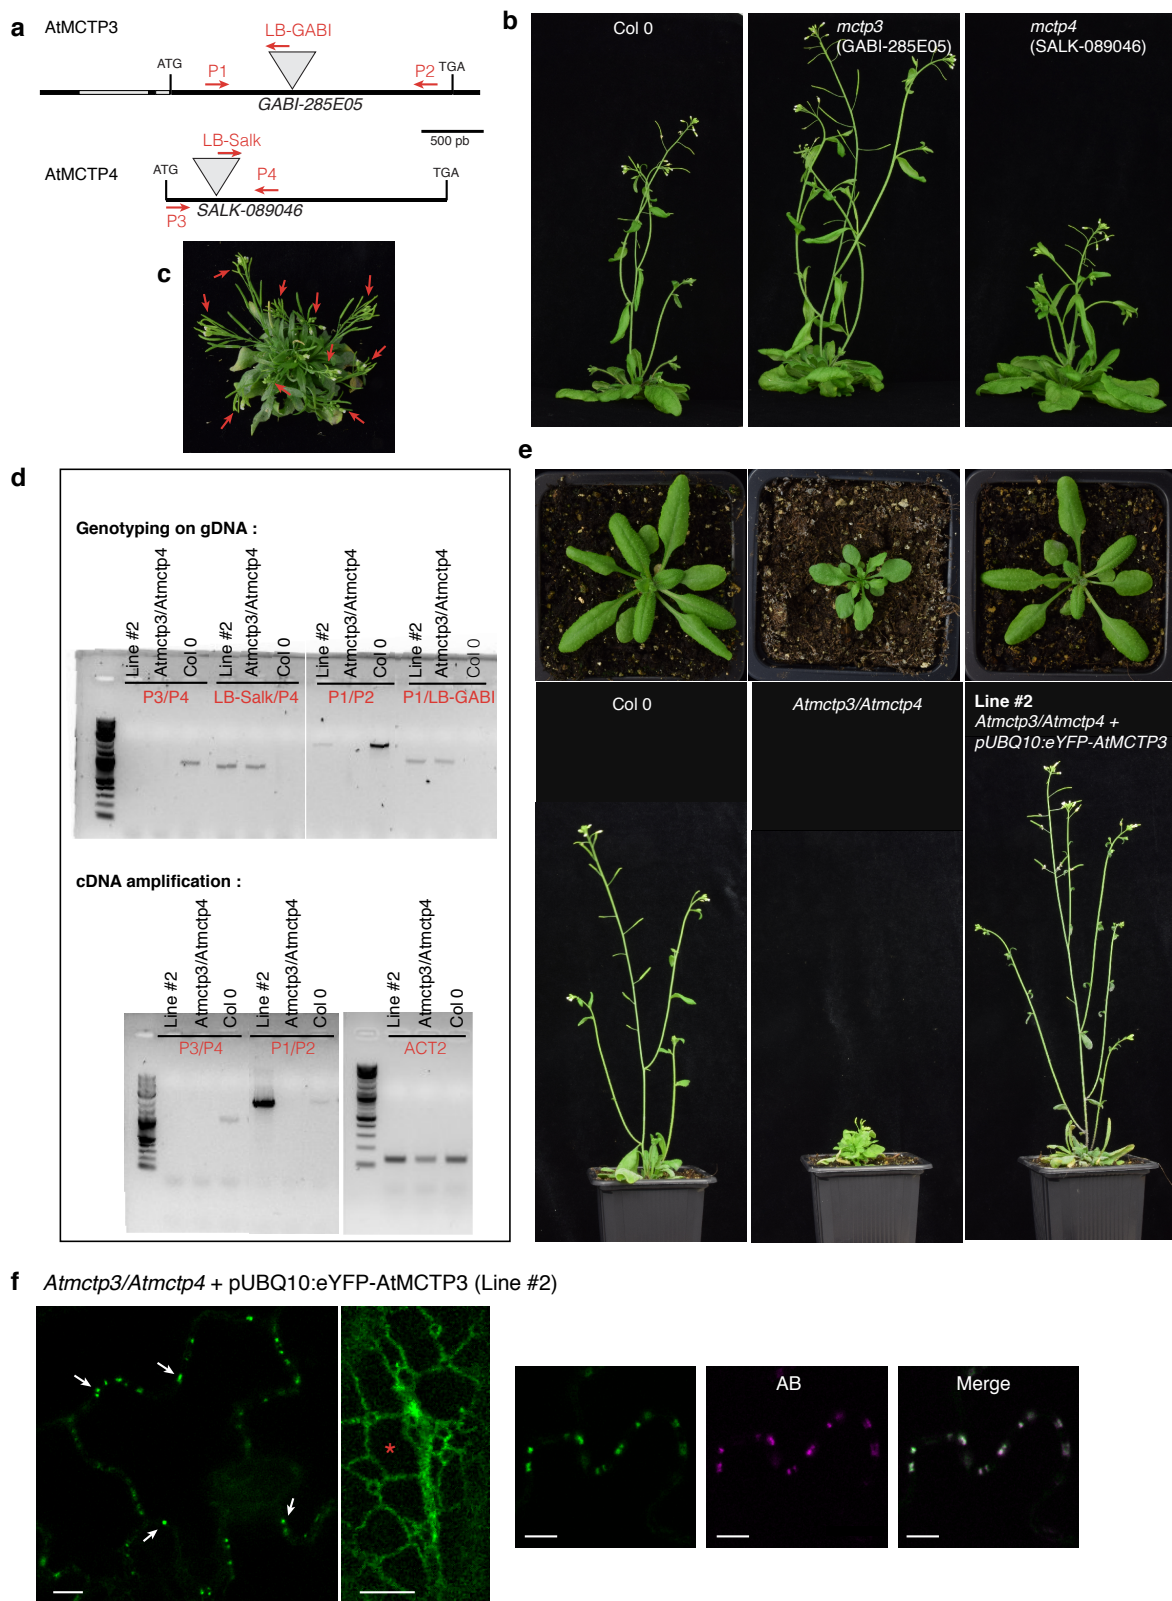 a
AtMCTP3
LB-GABI
ATG
P1
P2
TGA
GABI-285E05
500 pb
LB-Salk
AtMCTP4
ATG
P4
TGA
P3
SALK-089046
b
Col 0
mctp3
(GABI-285E05)
mctp4
(SALK-089046)
c
d
Genotyping on gDNA :
Line #2
Atmctp3/Atmctp4
Col 0
Line #2
Atmctp3/Atmctp4
Col 0
Line #2
Atmctp3/Atmctp4
Col 0
Line #2
Atmctp3/Atmctp4
Col 0
P3/P4
LB-Salk/P4
P1/P2
P1/LB-GABI
cDNA amplification :
Line #2
Atmctp3/Atmctp4
Col 0
Line #2
Atmctp3/Atmctp4
Col 0
Line #2
Atmctp3/Atmctp4
Col 0
P3/P4
P1/P2
ACT2
e
Col 0
Atmctp3/Atmctp4
Line #2
Atmctp3/Atmctp4 +
pUBQ10:eYFP-AtMCTP3
f
Atmctp3/Atmctp4 + pUBQ10:eYFP-AtMCTP3 (Line #2)
*
AB
Merge